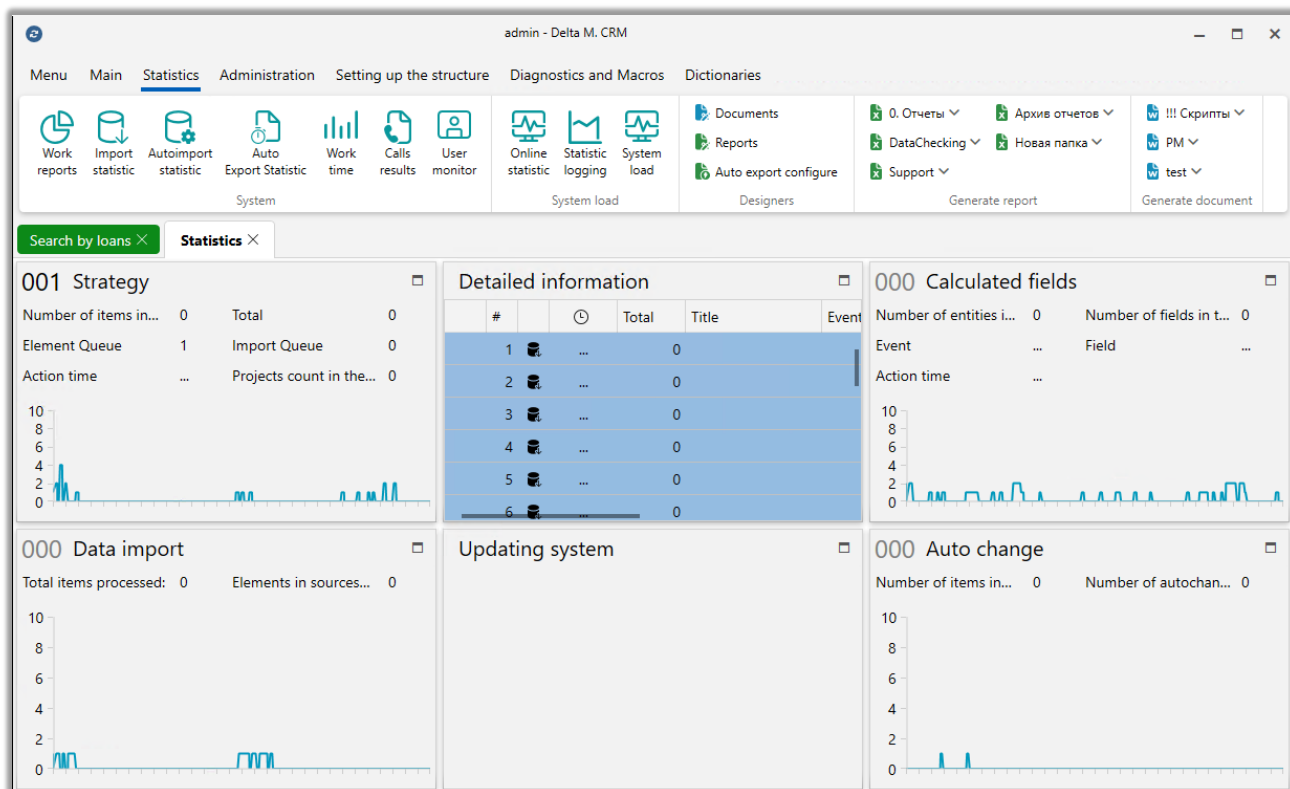 admin - Delta M. CRM
Menu Main Statistics Administration Setting up the structure Diagnostics and Macros Dictionaries
Work reports
Import statistic
Autoimport statistic
Auto Export Statistic
Work time
Calls results
User monitor
System
Online statistic
Statistic logging
System load
System load
Documents
Reports
Auto export configure
Designers
0. Отчеты
DataChecking
Support
Архив отчетов
Новая папка
Generate report
!!! Скрипты
PM
test
Generate document
Search by loans
Statistics
001 Strategy
Number of items in... 0 Total 0
Element Queue 1 Import Queue 0
Action time ... Projects count in the... 0
10
8
6
4
2
0
Detailed information
# Total Title Event
1 ... 0
2 ... 0
3 ... 0
4 ... 0
5 ... 0
6 ... 0
000 Calculated fields
Number of entities i... 0 Number of fields in t... 0
Event ... Field ...
Action time ...
10
8
6
4
2
0
000 Data import
Total items processed: 0 Elements in sources... 0
10
8
6
4
2
0
Updating system
000 Auto change
Number of items in... 0 Number of autochan... 0
10
8
6
4
2
0